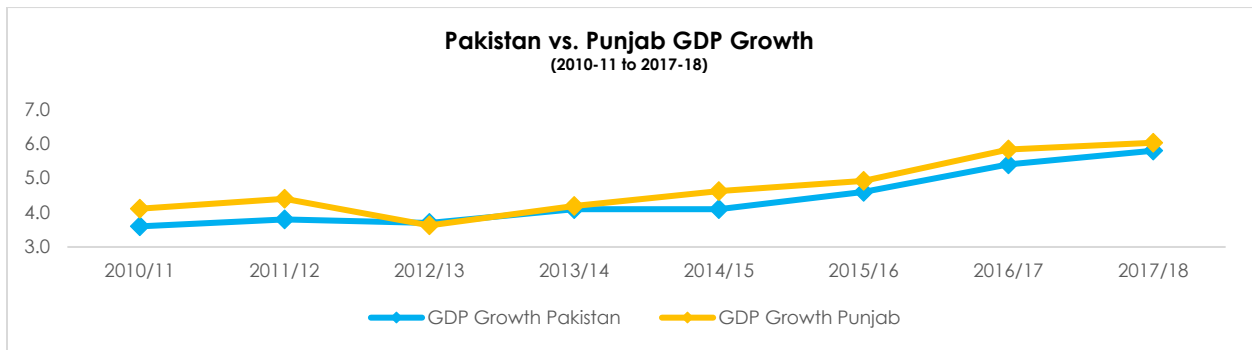 Pakistan vs. Punjab GDP Growth
(2010-11 to 2017-18)
7.0
6.0
5.0
4.0
3.0
2010/11 2011/12 2012/13 2013/14 2014/15 2015/16 2016/17 2017/18
GDP Growth Pakistan GDP Growth Punjab